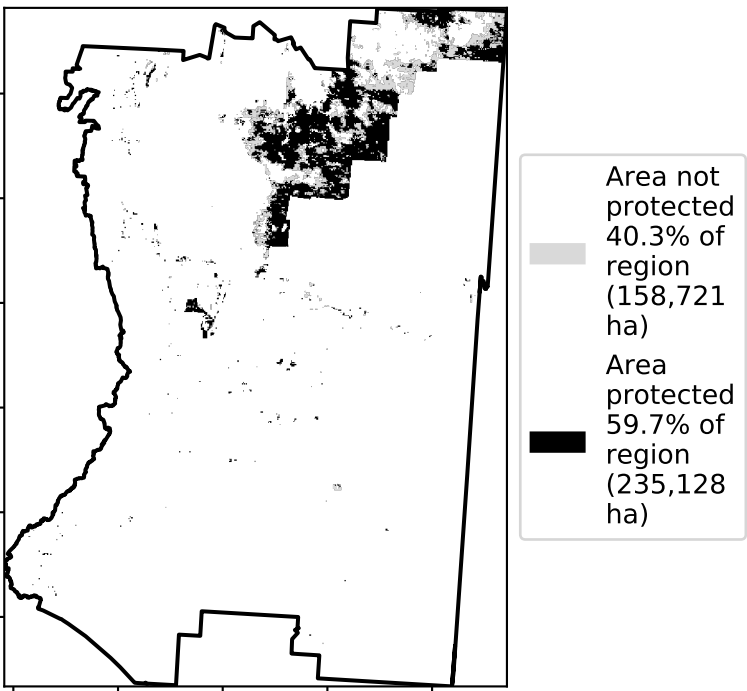 Area not
protected
40.3% of
region
(158,721
ha)
Area
protected
59.7% of
region
(235,128
ha)